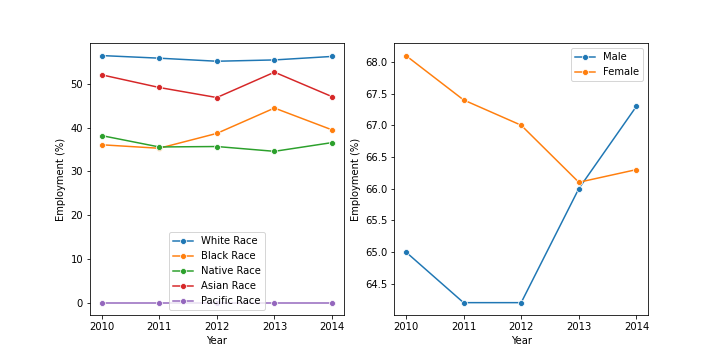 Employment (%)
50
40
30
20
10
0
2010 2011 2012 2013 2014
Year
White Race
Black Race
Native Race
Asian Race
Pacific Race
Employment (%)
68.0
67.5
67.0
66.5
66.0
65.5
65.0
64.5
2010 2011 2012 2013 2014
Year
Male
Female